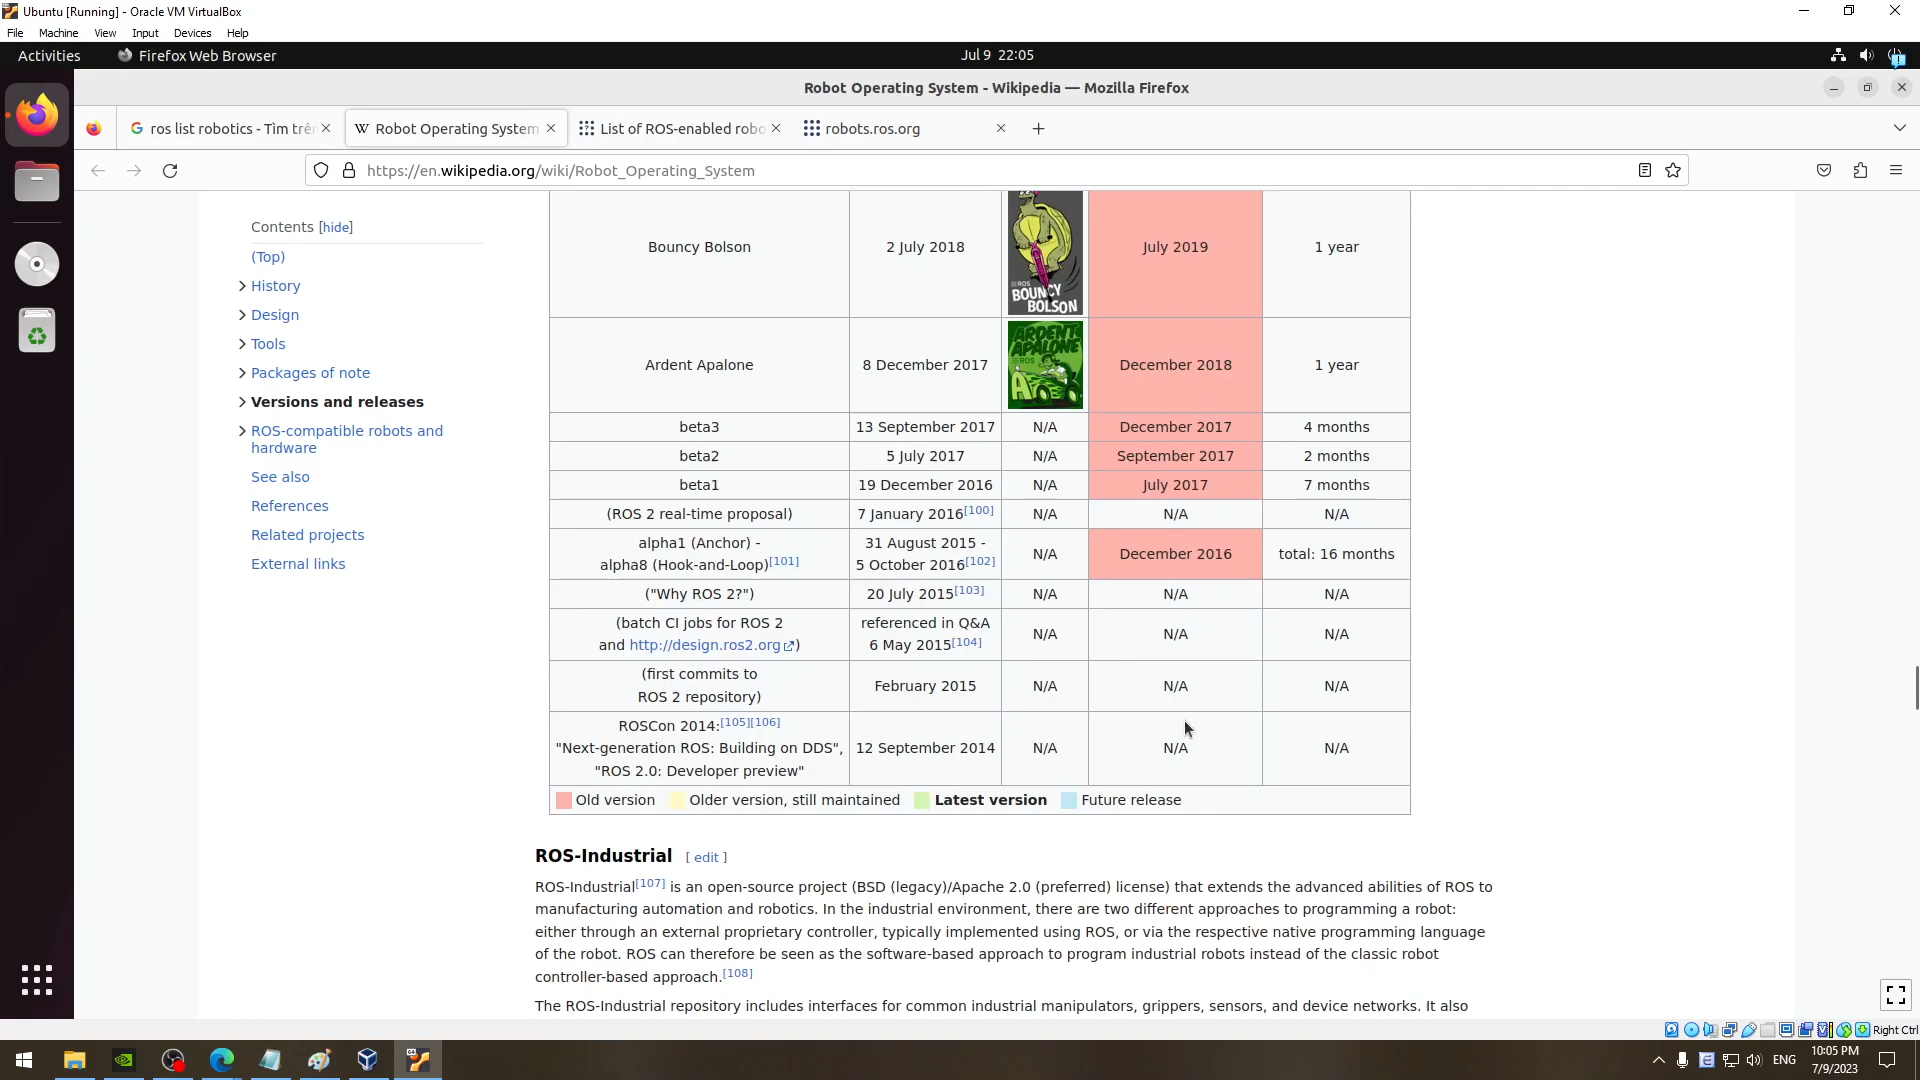 Ubuntu [Running] - Oracle VM VirtualBox
File Machine View Input Devices Help
Activities Firefox Web Browser Jul 9 22:05
Robot Operating System - Wikipedia — Mozilla Firefox
ros list robotics - Tìm trên Robot Operating System List of ROS-enabled robo robots.ros.org
https://en.wikipedia.org/wiki/Robot_Operating_System
Contents [hide]
(Top)
History
Design
Tools
Packages of note
Versions and releases
ROS-compatible robots and
hardware
See also
References
Related projects
External links
Bouncy Bolson 2 July 2018 ROS BOUNCY BOLSON July 2019 1 year
Ardent Apalone 8 December 2017 ARDENT APALONE ROS December 2018 1 year
beta3 13 September 2017 N/A December 2017 4 months
beta2 5 July 2017 N/A September 2017 2 months
beta1 19 December 2016 N/A July 2017 7 months
(ROS 2 real-time proposal) 7 January 2016[100] N/A N/A N/A
alpha1 (Anchor) - 31 August 2015 -
alpha8 (Hook-and-Loop)[101] 5 October 2016[102] N/A December 2016 total: 16 months
("Why ROS 2?") 20 July 2015[103] N/A N/A N/A
(batch CI jobs for ROS 2 referenced in Q&A
and http://design.ros2.org) 6 May 2015[104] N/A N/A N/A
(first commits to
ROS 2 repository) February 2015 N/A N/A N/A
ROSCon 2014:[105][106]
"Next-generation ROS: Building on DDS", 12 September 2014 N/A N/A N/A
"ROS 2.0: Developer preview"
Old version Older version, still maintained Latest version Future release
ROS-Industrial [ edit ]
ROS-Industrial[107] is an open-source project (BSD (legacy)/Apache 2.0 (preferred) license) that extends the advanced abilities of ROS to
manufacturing automation and robotics. In the industrial environment, there are two different approaches to programming a robot:
either through an external proprietary controller, typically implemented using ROS, or via the respective native programming language
of the robot. ROS can therefore be seen as the software-based approach to program industrial robots instead of the classic robot
controller-based approach.[108]
The ROS-Industrial repository includes interfaces for common industrial manipulators, grippers, sensors, and device networks. It also
Right Ctrl
ENG 10:05 PM
7/9/2023